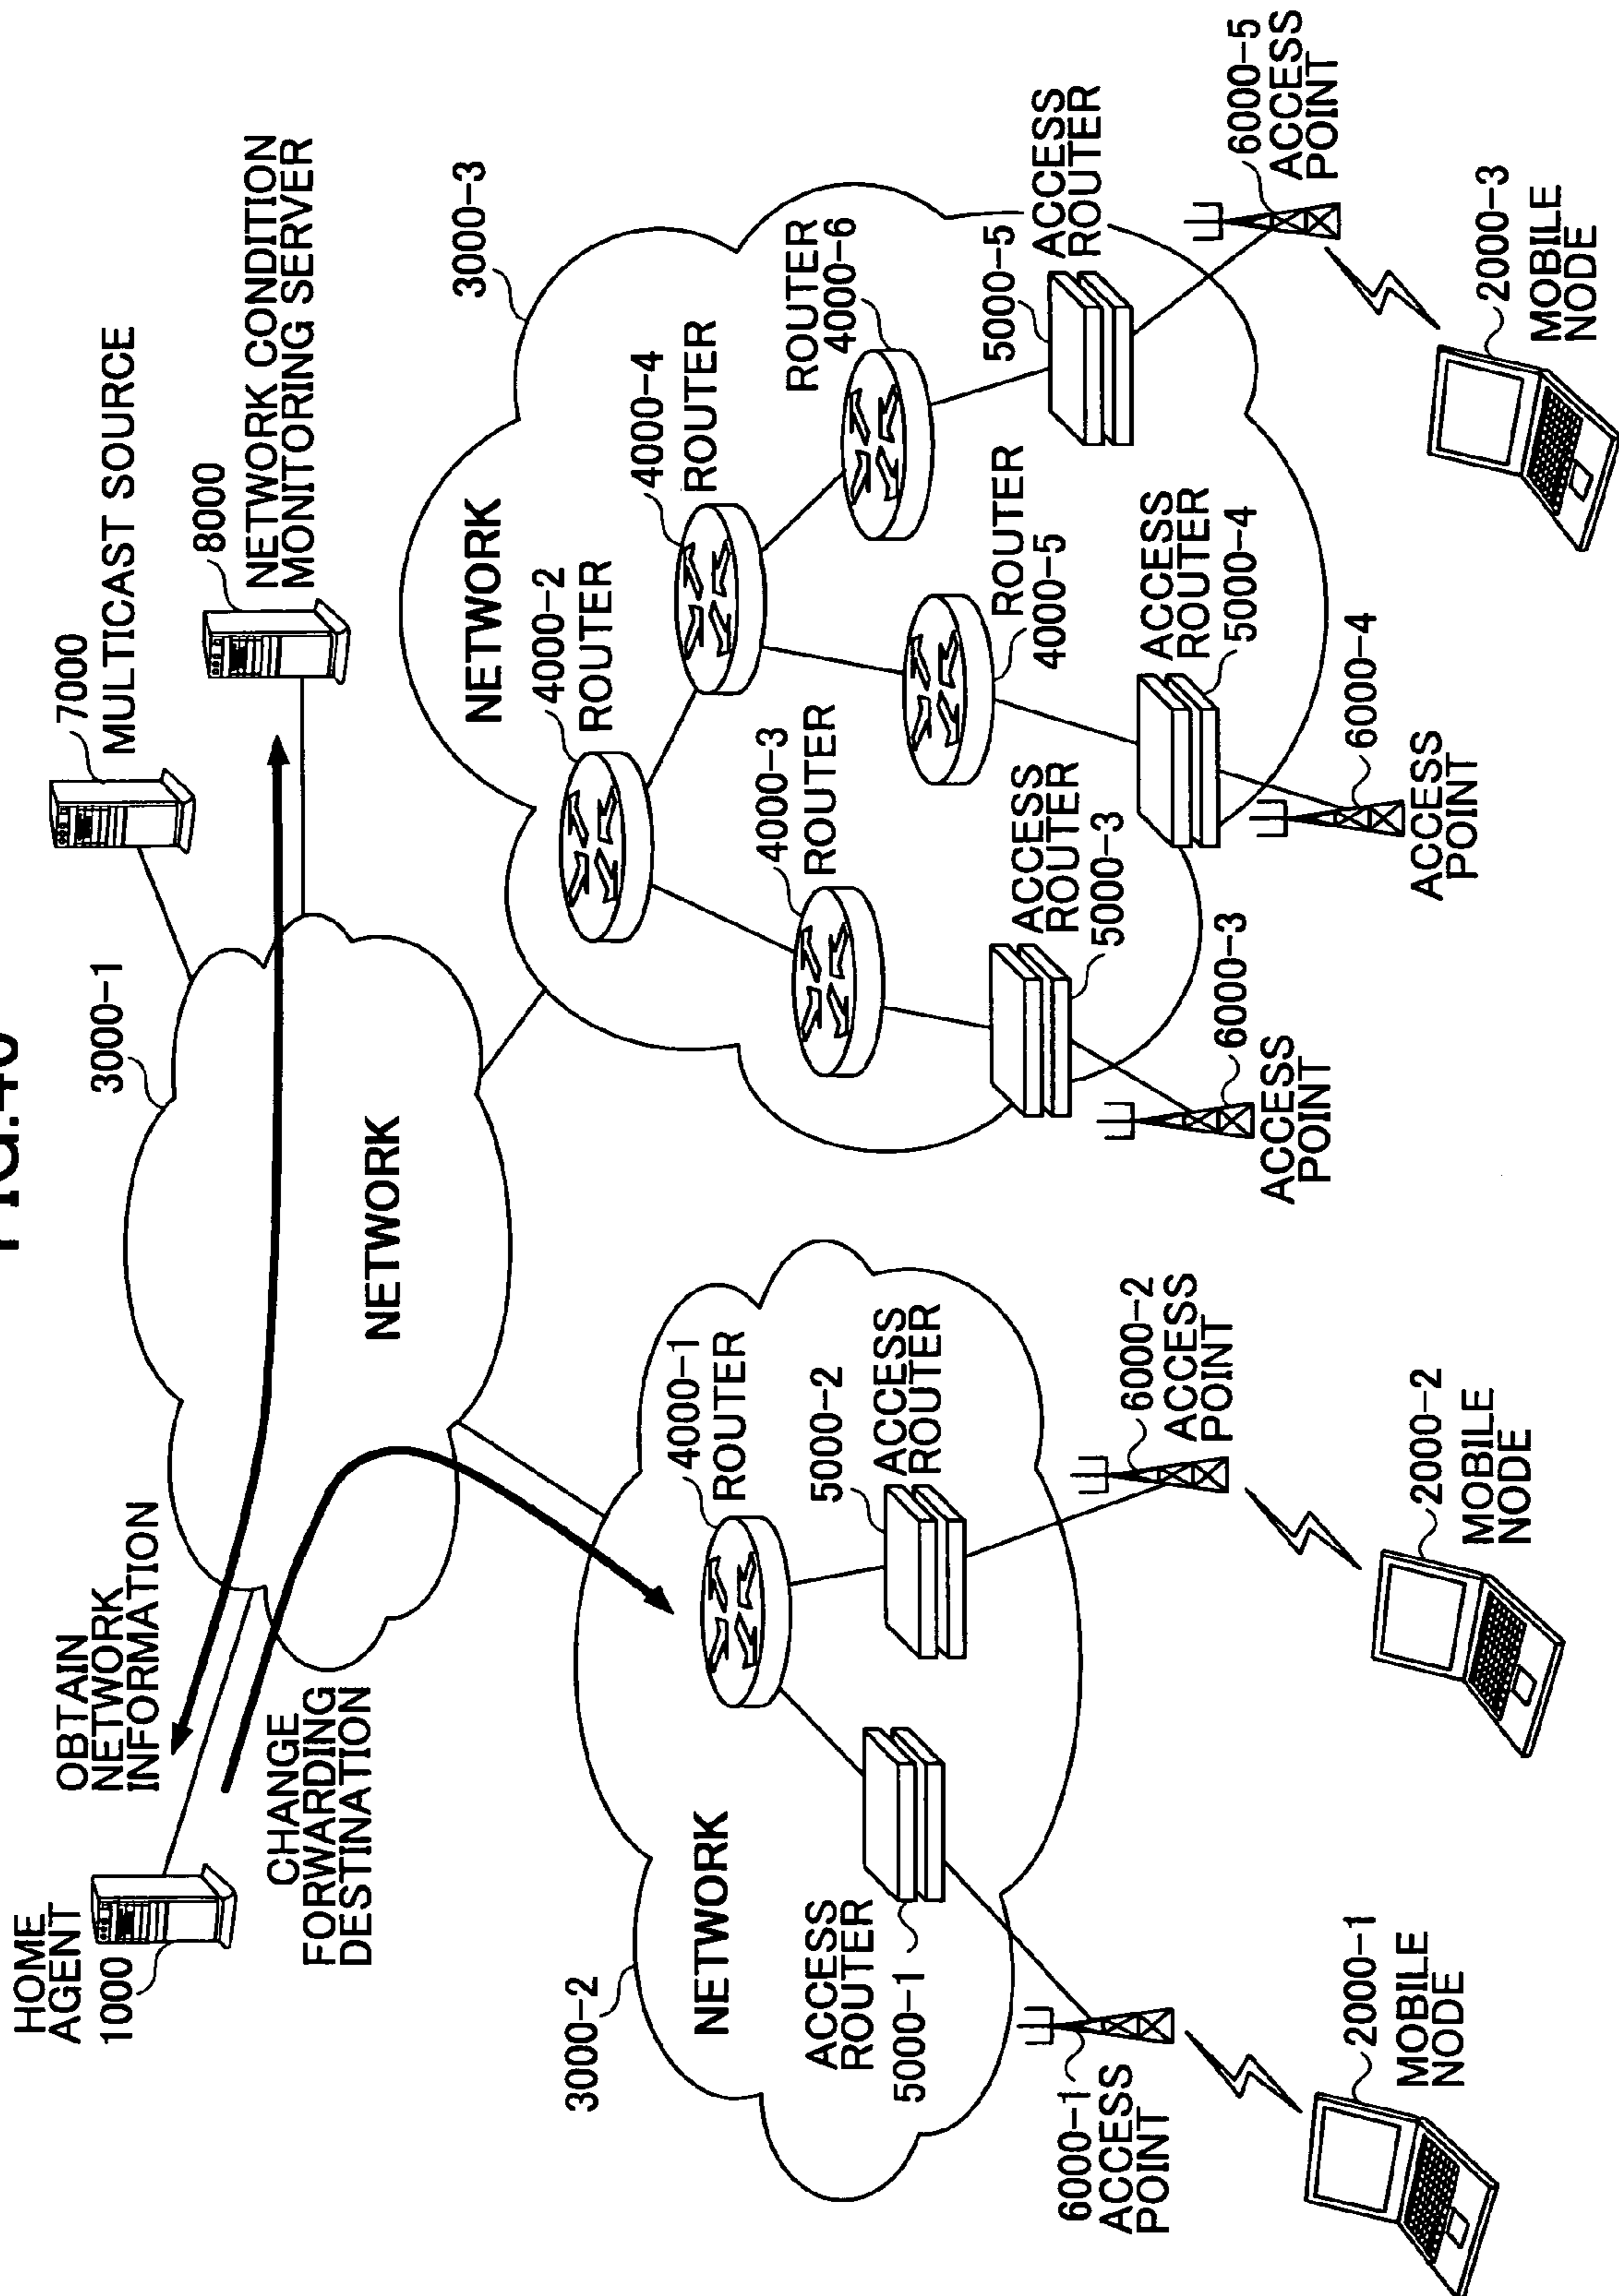 HOME
AGENT
1000
OBTAIN
NETWORK
INFORMATION
CHANGE
FORWARDING
DESTINATION
3000-1
NETWORK
7000
MULTICAST SOURCE
8000
NETWORK CONDITION
MONITORING SERVER
3000-2
NETWORK
4000-1
ROUTER
ACCESS
ROUTER
5000-1
5000-2
ACCESS
ROUTER
6000-1
ACCESS
POINT
6000-2
ACCESS
POINT
2000-1
MOBILE
NODE
2000-2
MOBILE
NODE
3000-3
NETWORK
4000-2
ROUTER
4000-4
ROUTER
4000-3
ROUTER
ROUTER
4000-6
ROUTER
4000-5
ACCESS
ROUTER
5000-3
ACCESS
ROUTER
5000-4
5000-5
ACCESS
ROUTER
6000-3
ACCESS
POINT
6000-4
ACCESS
POINT
6000-5
ACCESS
POINT
2000-3
MOBILE
NODE